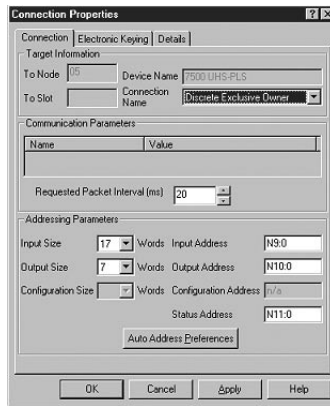 Connection Properties
Connection Electronic Keying Details
Target Information
To Node 05 Device Name 7500 UHS-PLS
To Slot Connection Name Discrete Exclusive Owner
Communication Parameters
Name Value
Requested Packet Interval (ms) 20
Addressing Parameters
Input Size 17 Words Input Address N9:0
Output Size 7 Words Output Address N10:0
Configuration Size Words Configuration Address n/a
Status Address N11:0
Auto Address Preferences
OK Cancel Apply Help